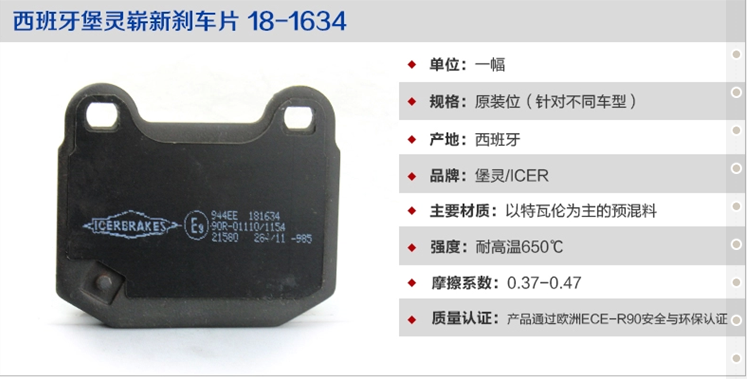 西班牙堡灵崭新刹车片 18-1634
单位：一幅
规格：原装位（针对不同车型）
产地：西班牙
品牌：堡灵/ICER
主要材质：以特瓦伦为主的预混料
强度：耐高温650℃
摩擦系数：0.37-0.47
质量认证：产品通过欧洲ECE-R90安全与环保认证
ICERBRAKES
E9
944EE 181634
90R-01110/1154
21580 284/11 -985